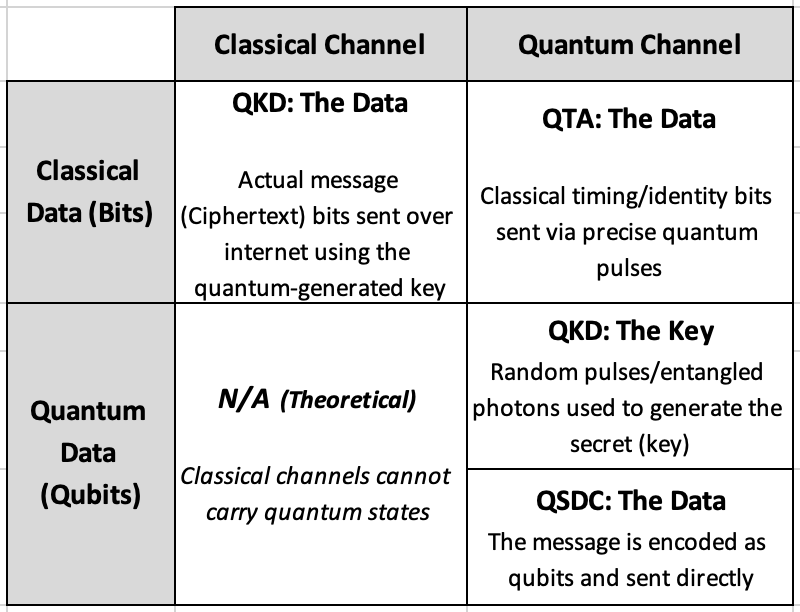 Classical Channel
Quantum Channel
Classical
Data (Bits)
QKD: The Data
Actual message
(Ciphertext) bits sent over
internet using the
quantum-generated key
QTA: The Data
Classical timing/identity bits
sent via precise quantum
pulses
Quantum
Data
(Qubits)
N/A (Theoretical)
Classical channels cannot
carry quantum states
QKD: The Key
Random pulses/entangled
photons used to generate the
secret (key)
QSDC: The Data
The message is encoded as
qubits and sent directly